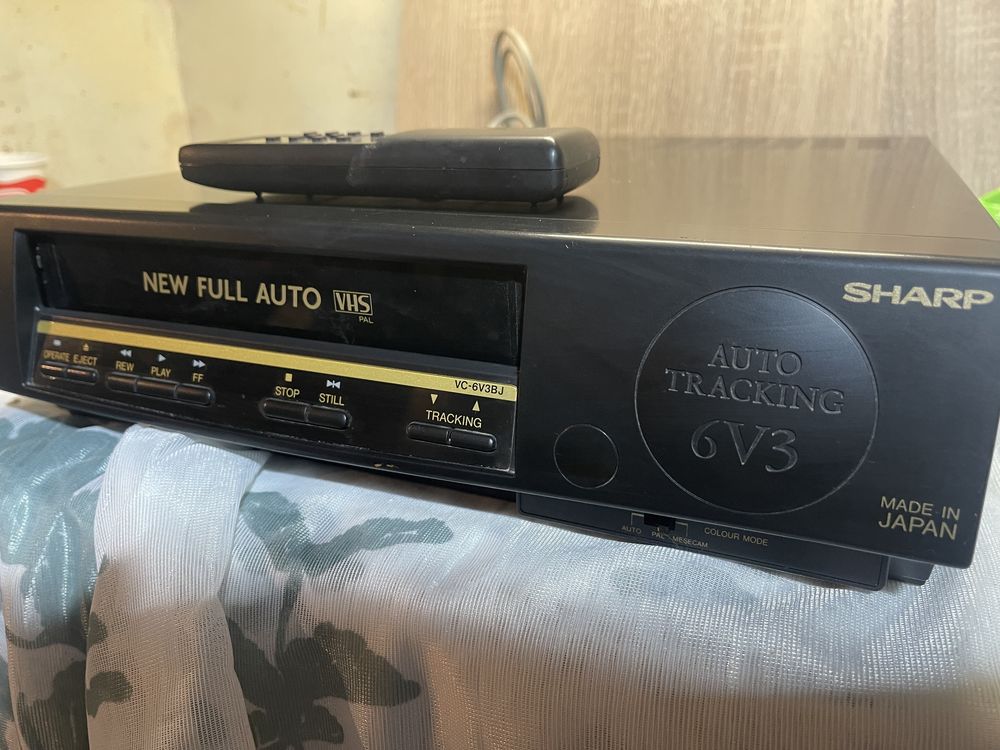 NEW FULL AUTO VHS
PAL
SHARP
OPERATE EJECT REW PLAY FF STOP STILL
VC-6V3BJ
TRACKING
AUTO
TRACKING
6V3
MADE IN
JAPAN
AUTO PAL MESECAM COLOUR MODE